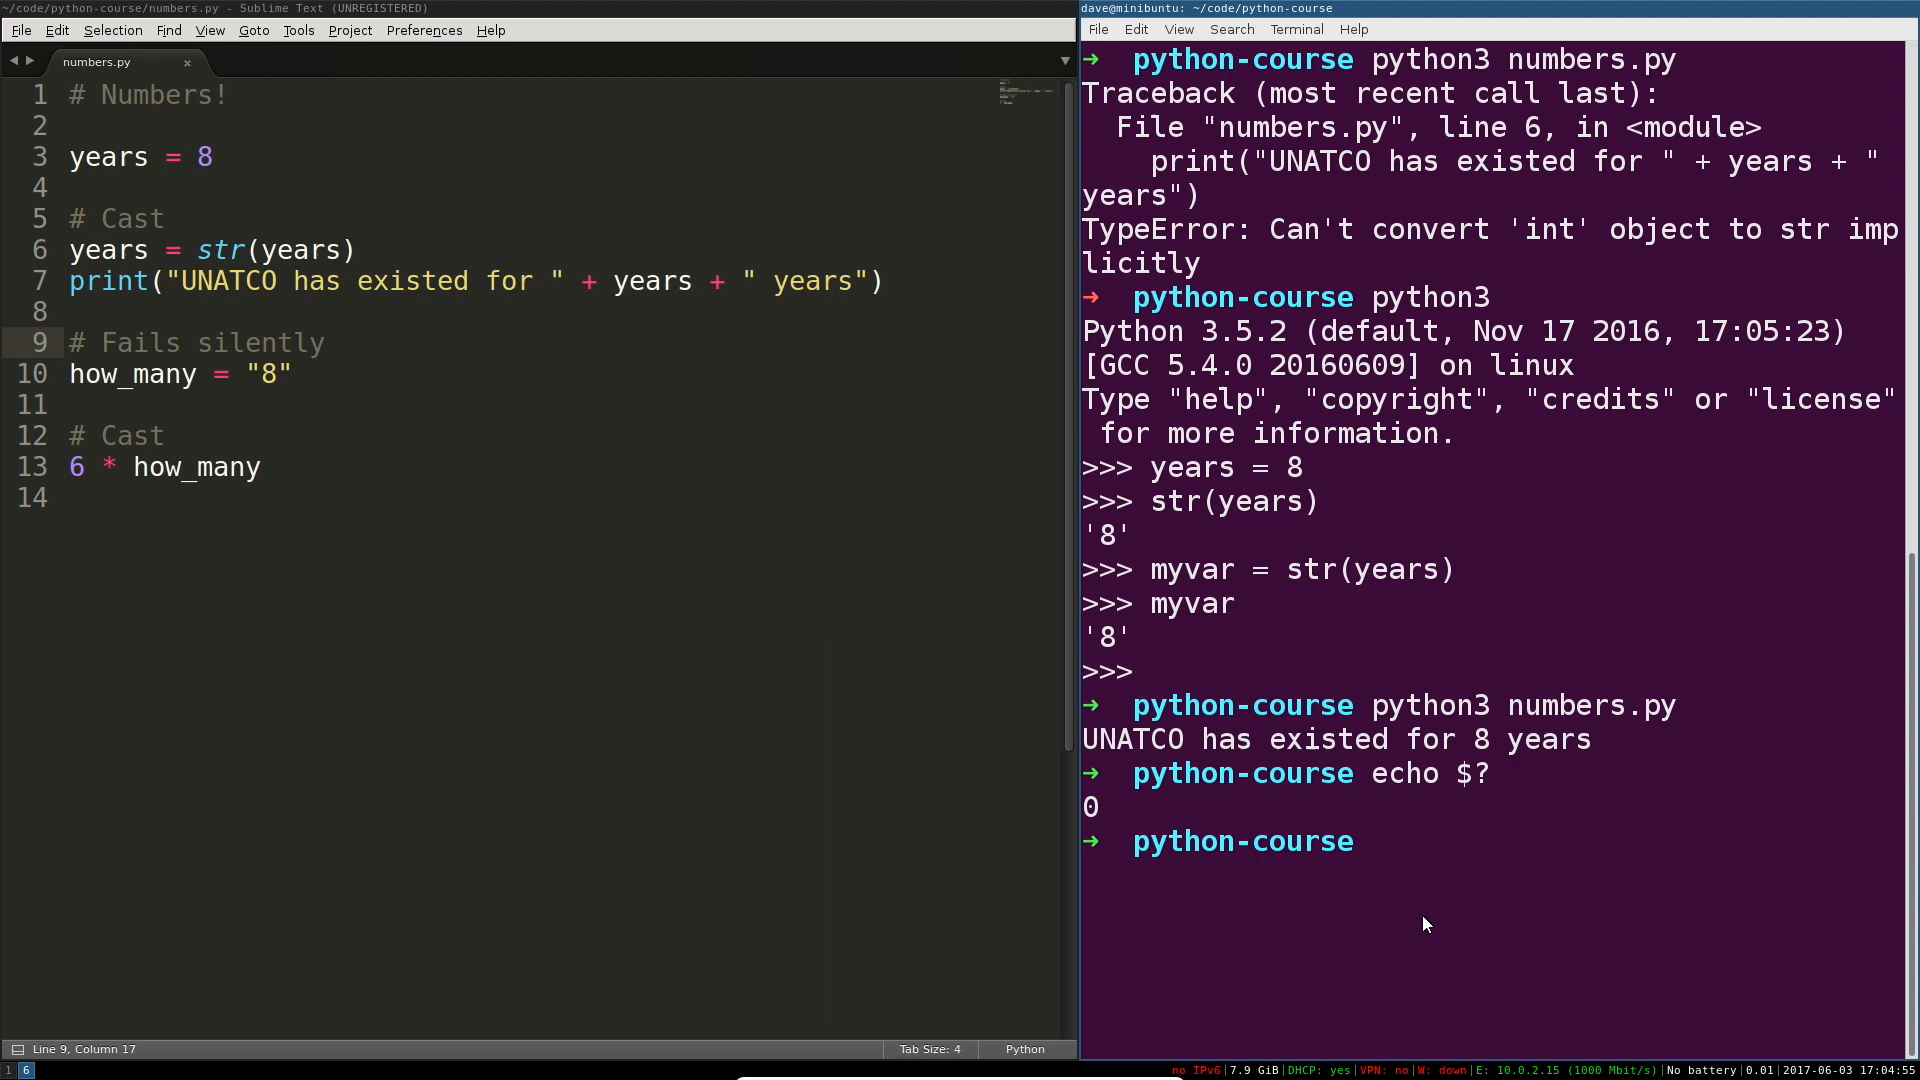 ~/code/python-course/numbers.py - Sublime Text (UNREGISTERED)
File Edit Selection Find View Goto Tools Project Preferences Help
numbers.py ×
1 # Numbers!
2
3 years = 8
4
5 # Cast
6 years = str(years)
7 print("UNATCO has existed for " + years + " years")
8
9 # Fails silently
10 how_many = "8"
11
12 # Cast
13 6 * how_many
14
Line 9, Column 17
Tab Size: 4
Python
dave@minibuntu: ~/code/python-course
File Edit View Search Terminal Help
➜ python-course python3 numbers.py
Traceback (most recent call last):
  File "numbers.py", line 6, in <module>
    print("UNATCO has existed for " + years + "
years")
TypeError: Can't convert 'int' object to str imp
licitly
➜ python-course python3
Python 3.5.2 (default, Nov 17 2016, 17:05:23)
[GCC 5.4.0 20160609] on linux
Type "help", "copyright", "credits" or "license"
 for more information.
>>> years = 8
>>> str(years)
'8'
>>> myvar = str(years)
>>> myvar
'8'
>>>
➜ python-course python3 numbers.py
UNATCO has existed for 8 years
➜ python-course echo $?
0
➜ python-course
1 6
no IPv6|7.9 GiB|DHCP: yes|VPN: no|W: down|E: 10.0.2.15 (1000 Mbit/s)|No battery|0.01|2017-06-03 17:04:55